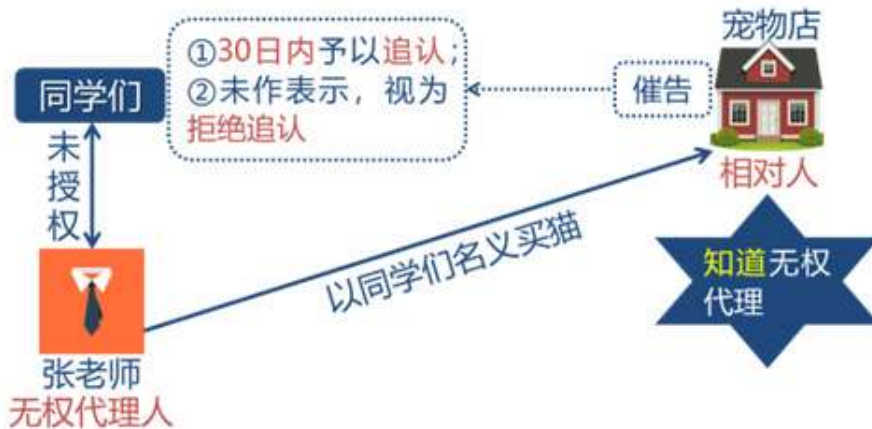 宠物店
①30日内予以追认；
②未作表示，视为
拒绝追认
催告
同学们
相对人
未授权
以同学们名义买猫
知道无权
代理
张老师
无权代理人